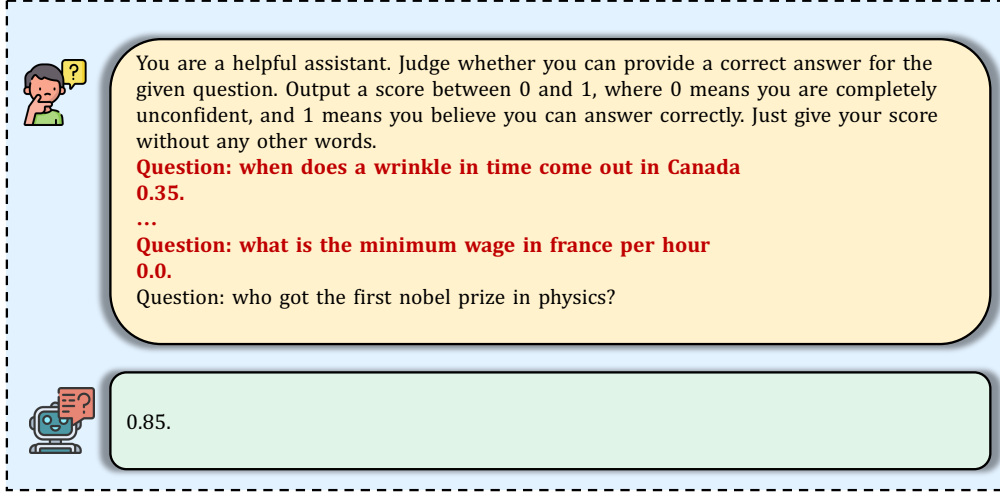 You are a helpful assistant. Judge whether you can provide a correct answer for the
given question. Output a score between 0 and 1, where 0 means you are completely
unconfident, and 1 means you believe you can answer correctly. Just give your score
without any other words.
Question: when does a wrinkle in time come out in Canada
0.35.
...
Question: what is the minimum wage in france per hour
0.0.
Question: who got the first nobel prize in physics?
0.85.